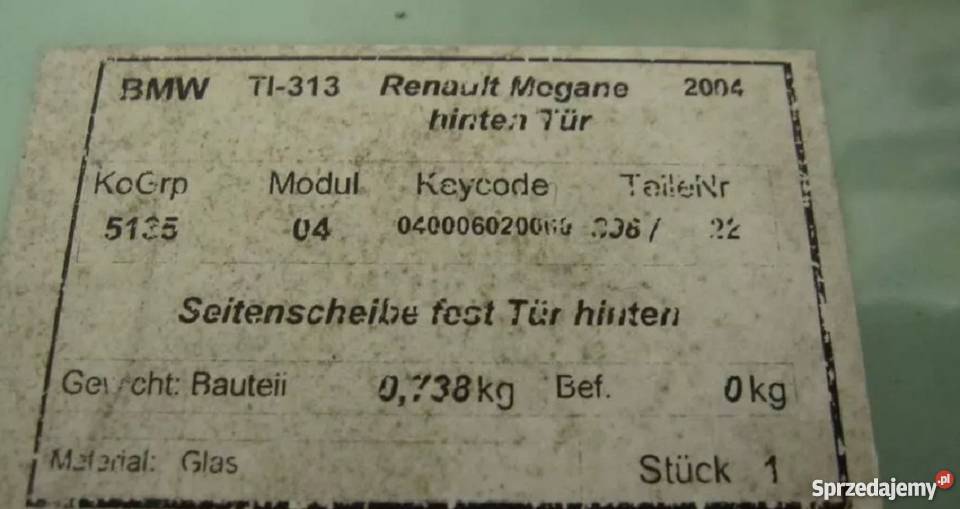 BMW TI-313 Renault Megane 2004
hinten Tür
KoGrp Modul Keycode TeileNr
5135 04 22
Seitenscheibe fest Tür hinten
Gewicht: Bauteil 0,738 kg Bef. 0 kg
Material: Glas Stück 1
Sprzedajemy.pl